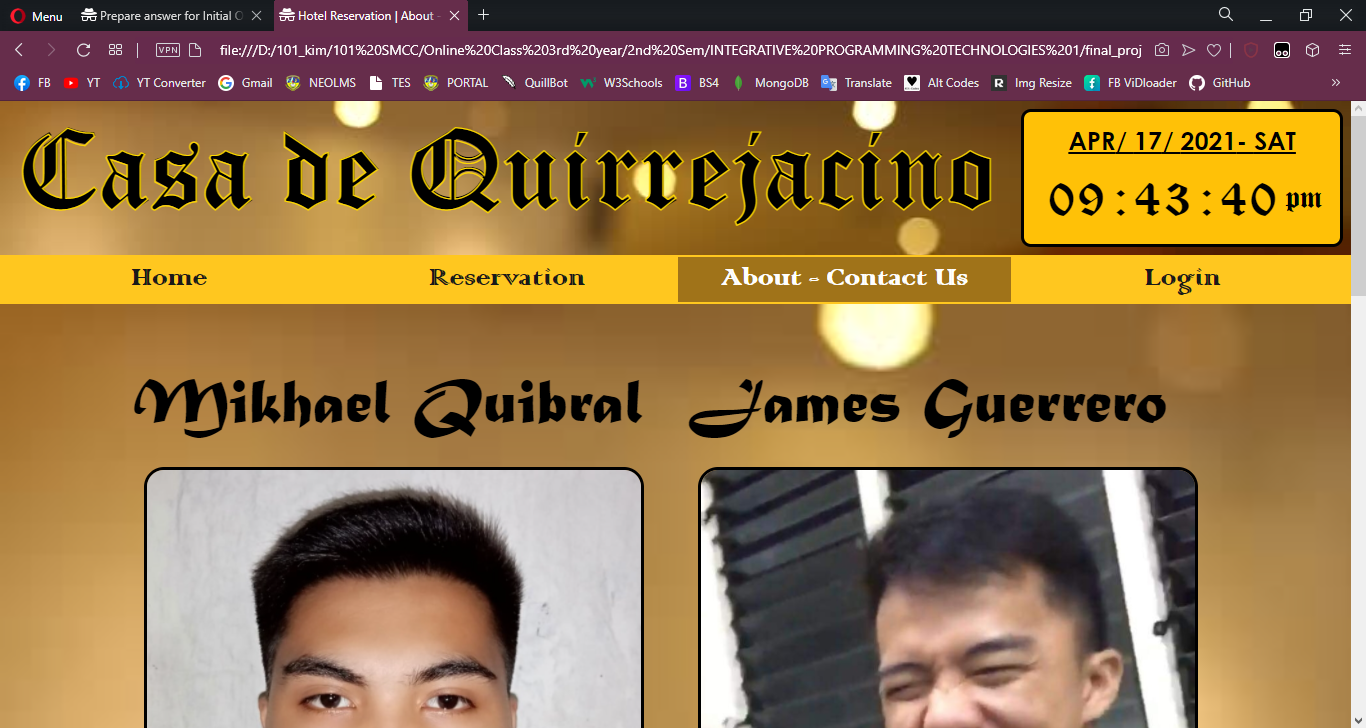 Menu
Prepare answer for Initial
Hotel Reservation | About -
VPN
file:///D:/101_kim/101%20SMCC/Online%20Class%203rd%20year/2nd%20Sem/INTEGRATIVE%20PROGRAMMING%20TECHNOLOGIES%201/final_proj
FB YT YT Converter Gmail NEOLMS TES PORTAL QuillBot W3Schools B BS4 MongoDB Translate Alt Codes R Img Resize FB ViDloader GitHub »
Casa de Quirrejacino
APR/ 17/ 2021- SAT
09:43:40 pm
Home Reservation About - Contact Us Login
Mikhael Quibral James Guerrero